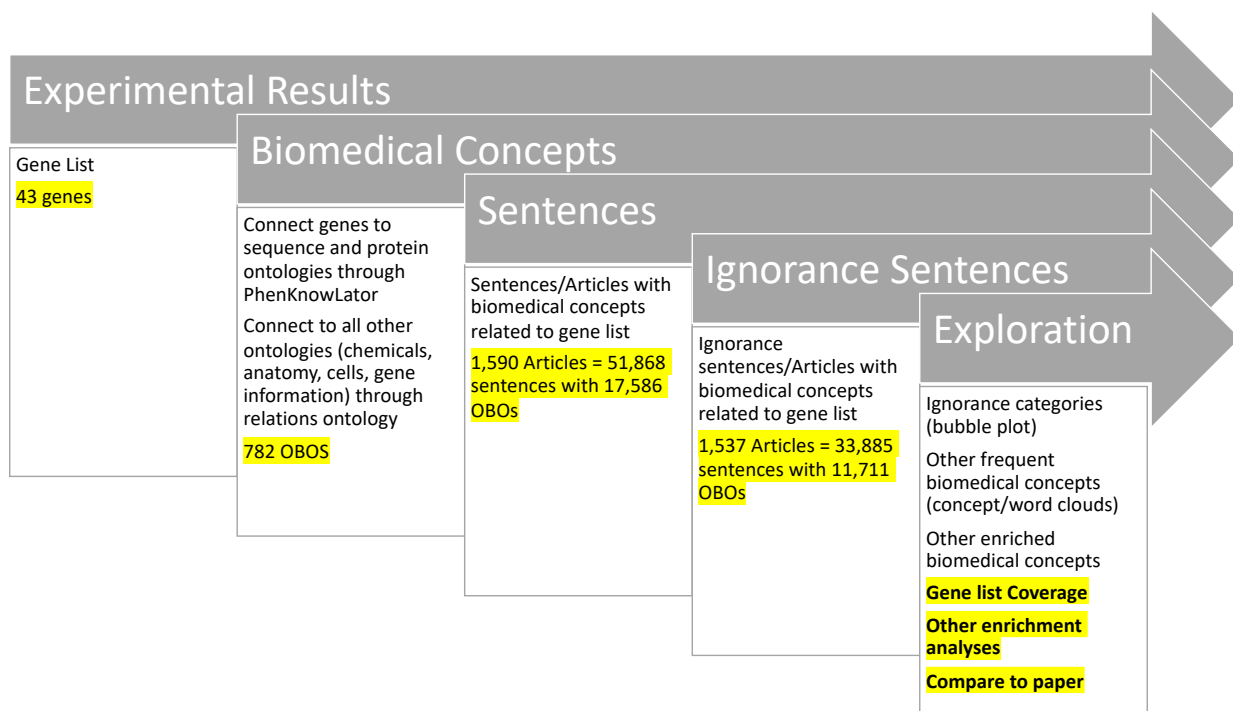 Experimental Results
Gene List
43 genes
Biomedical Concepts
Connect genes to
sequence and protein
ontologies through
PhenKnowLator
Connect to all other
ontologies (chemicals,
anatomy, cells, gene
information) through
relations ontology
782 OBOS
Sentences
Sentences/Articles with
biomedical concepts
related to gene list
1,590 Articles = 51,868
sentences with 17,586
OBOs
Ignorance Sentences
Ignorance
sentences/Articles with
biomedical concepts
related to gene list
1,537 Articles = 33,885
sentences with 11,711
OBOs
Exploration
Ignorance categories
(bubble plot)
Other frequent
biomedical concepts
(concept/word clouds)
Other enriched
biomedical concepts
Gene list Coverage
Other enrichment
analyses
Compare to paper